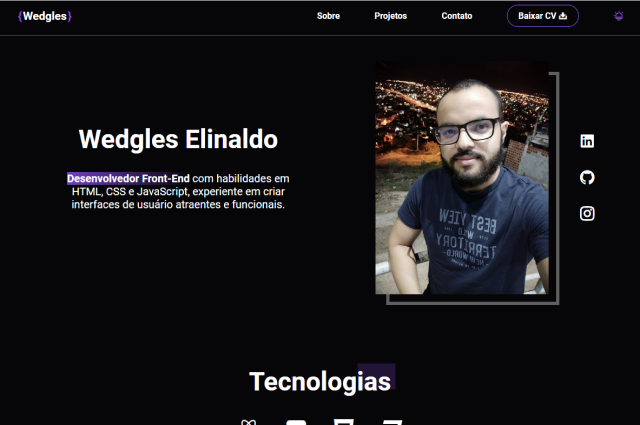 {Wedgles}
Sobre
Projetos
Contato
Baixar CV
Wedgles Elinaldo
Desenvolvedor Front-End com habilidades em
HTML, CSS e JavaScript, experiente em criar
interfaces de usuário atraentes e funcionais.
BEST VIEW
WILD
TERRITORY
Tecnologias